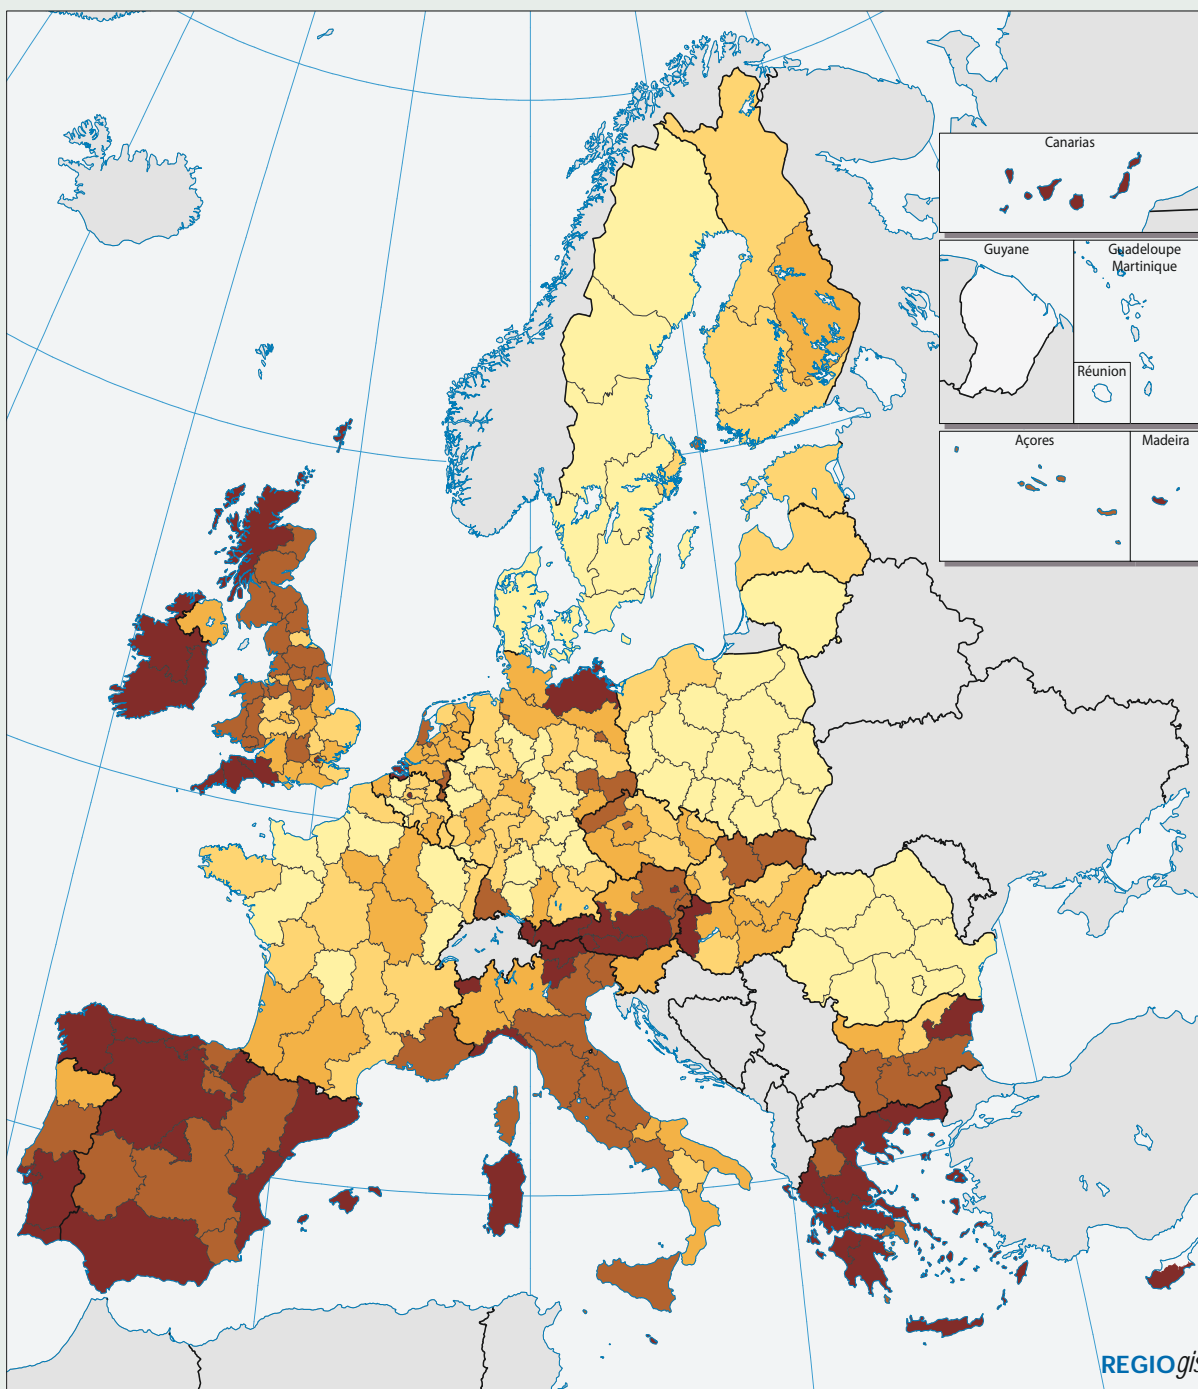 Canarias
Guyane
Guadeloupe
Martinique
Réunion
Açores
Madeira
REGIOgis